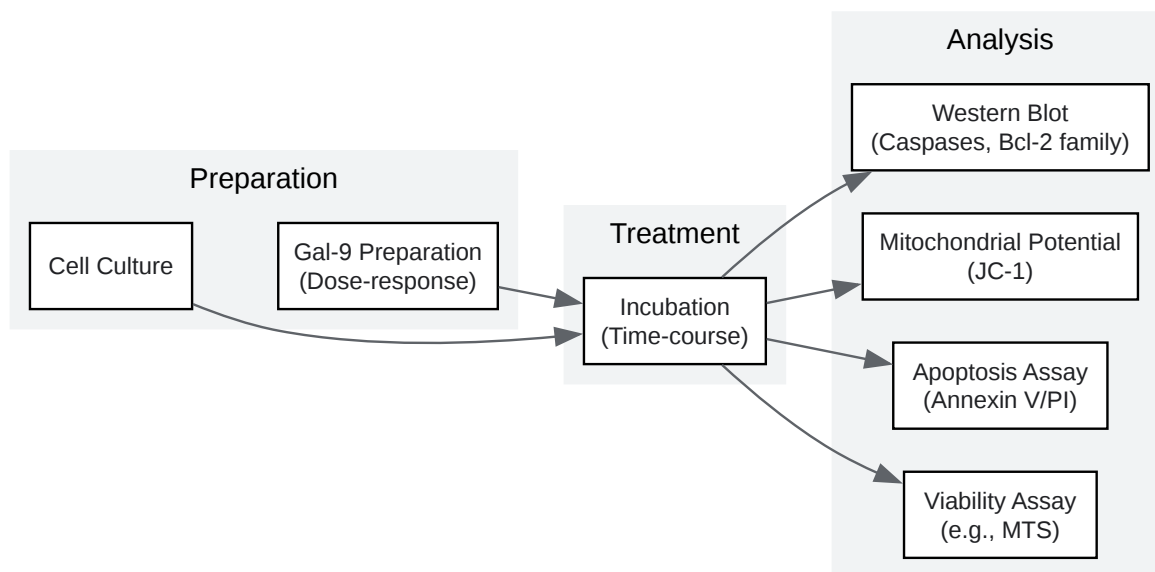 Preparation
Cell Culture
Gal-9 Preparation
(Dose-response)
Treatment
Incubation
(Time-course)
Analysis
Western Blot
(Caspases, Bcl-2 family)
Mitochondrial Potential
(JC-1)
Apoptosis Assay
(Annexin V/PI)
Viability Assay
(e.g., MTS)